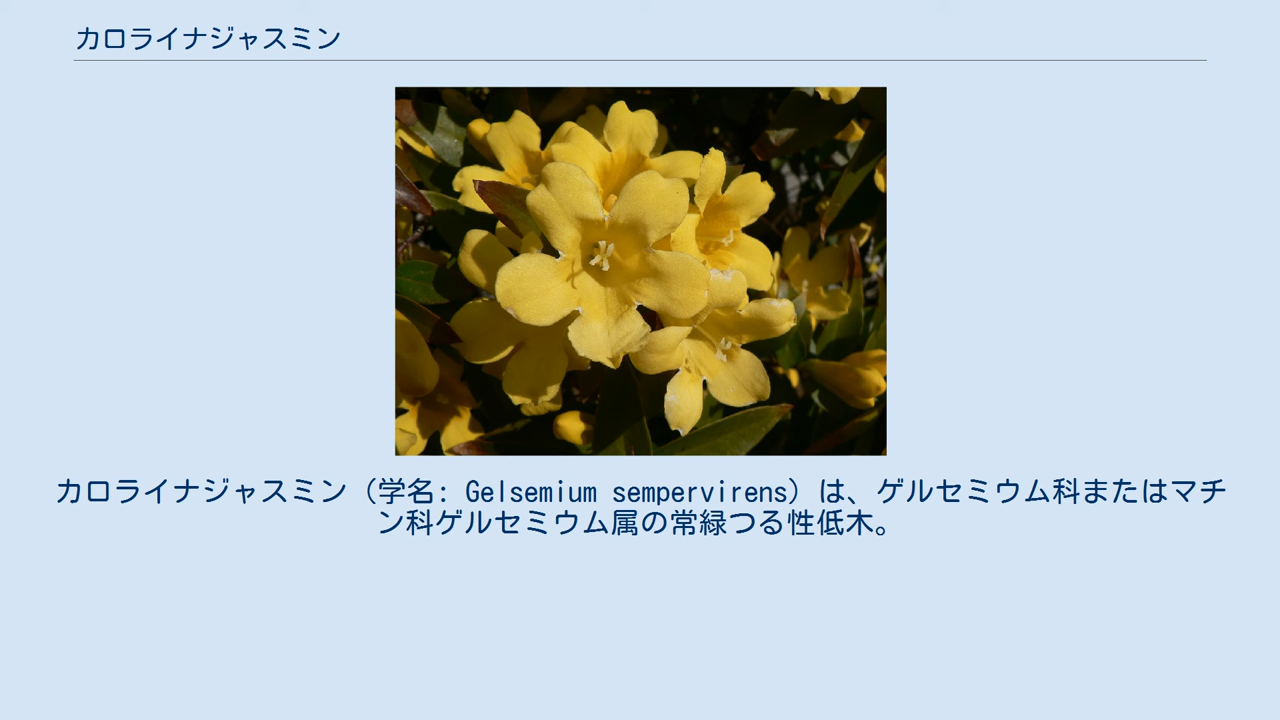 カロライナジャスミン
カロライナジャスミン（学名: Gelsemium sempervirens）は、ゲルセミウム科またはマチ
ン科ゲルセミウム属の常緑つる性低木。